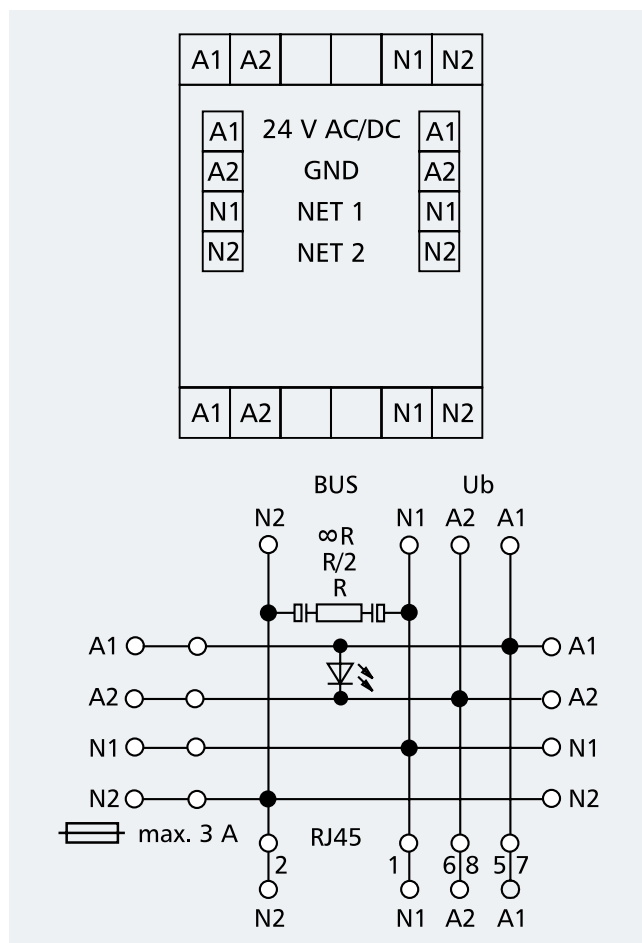 A1 A2 N1 N2
A1 24 V AC/DC A1
A2 GND A2
N1 NET 1 N1
N2 NET 2 N2
A1 A2 N1 N2
BUS Ub
N2 N1 A2 A1
∞R
R/2
R
A1 A1
A2 A2
N1 N1
N2 N2
max. 3 A RJ45
2 1 6 8 5 7
N2 N1 A2 A1